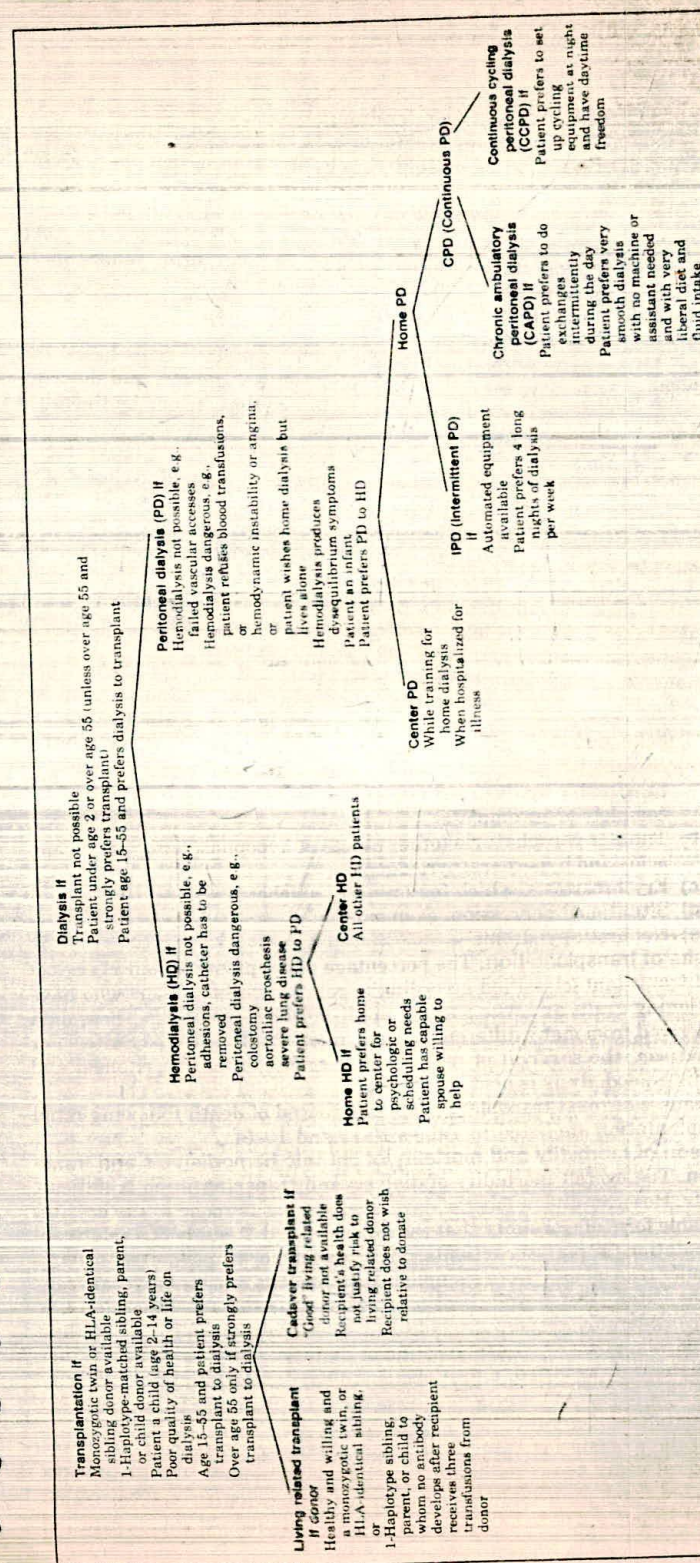 Transplantation if
Monozygotic twin or HLA-identical
sibling donor available
1-Haplotype-matched sibling, parent,
or child donor available
Patient a child (age 2–14 years)
Poor quality of health or life on
dialysis
Age 15–55 and patient prefers
transplant to dialysis
Over age 55 only if strongly prefers
transplant to dialysis
Living related transplant
if donor
Healthy and willing and
a monozygotic twin, or
HLA-identical sibling,
or
1-Haplotype sibling,
parent, or child to
whom no antibody
develops after recipient
receives three
transfusions from
donor
Cadaver transplant if
"Good" living related
donor not available
Recipient's health does
not justify risk to
living related donor
Recipient does not wish
relative to donate
Dialysis if
Transplant not possible
Patient under age 2 or over age 55 (unless over age 55 and
strongly prefers transplant)
Patient age 15–55 and prefers dialysis to transplant
Hemodialysis (HD) if
Peritoneal dialysis not possible, e.g.,
adhesions, catheter has to be
removed
Peritoneal dialysis dangerous, e.g.,
colostomy
aortoiliac prosthesis
severe lung disease
Patient prefers HD to PD
Home HD if
Patient prefers home
to center for
psychologic or
scheduling needs
Patient has capable
spouse willing to
help
Center HD
All other HD patients
Peritoneal dialysis (PD) if
Hemodialysis not possible, e.g.,
failed vascular accesses
Hemodialysis dangerous, e.g.,
patient refuses bloood transfusions,
or
hemodynamic instability or angina,
or
patient wishes home dialysis but
lives alone
Hemodialysis produces
dysequilibrium symptoms
Patient an infant
Patient prefers PD to HD
Center PD
While training for
home dialysis
When hospitalized for
illness
Home PD
IPD (Intermittent PD)
if
Automated equipment
available
Patient prefers 4 long
nights of dialysis
per week
CPD (Continuous PD)
Chronic ambulatory
peritoneal dialysis
(CAPD) if
Patient prefers to do
exchanges
intermittently
during the day
Patient prefers very
smooth dialysis
with no machine or
assistant needed
and with very
liberal diet and
fluid intake
Continuous cycling
peritoneal dialysis
(CCPD) if
Patient prefers to set
up cycling
equipment at night
and have daytime
freedom